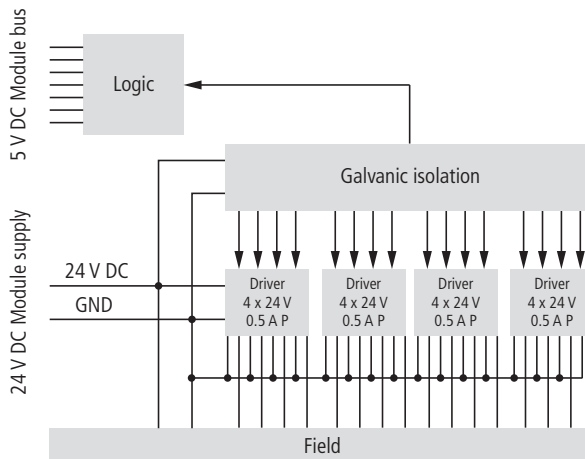 5 V DC Module bus
Logic
Galvanic isolation
24 V DC Module supply
24 V DC
GND
Driver
4 x 24 V
0.5 A P
Driver
4 x 24 V
0.5 A P
Driver
4 x 24 V
0.5 A P
Driver
4 x 24 V
0.5 A P
Field